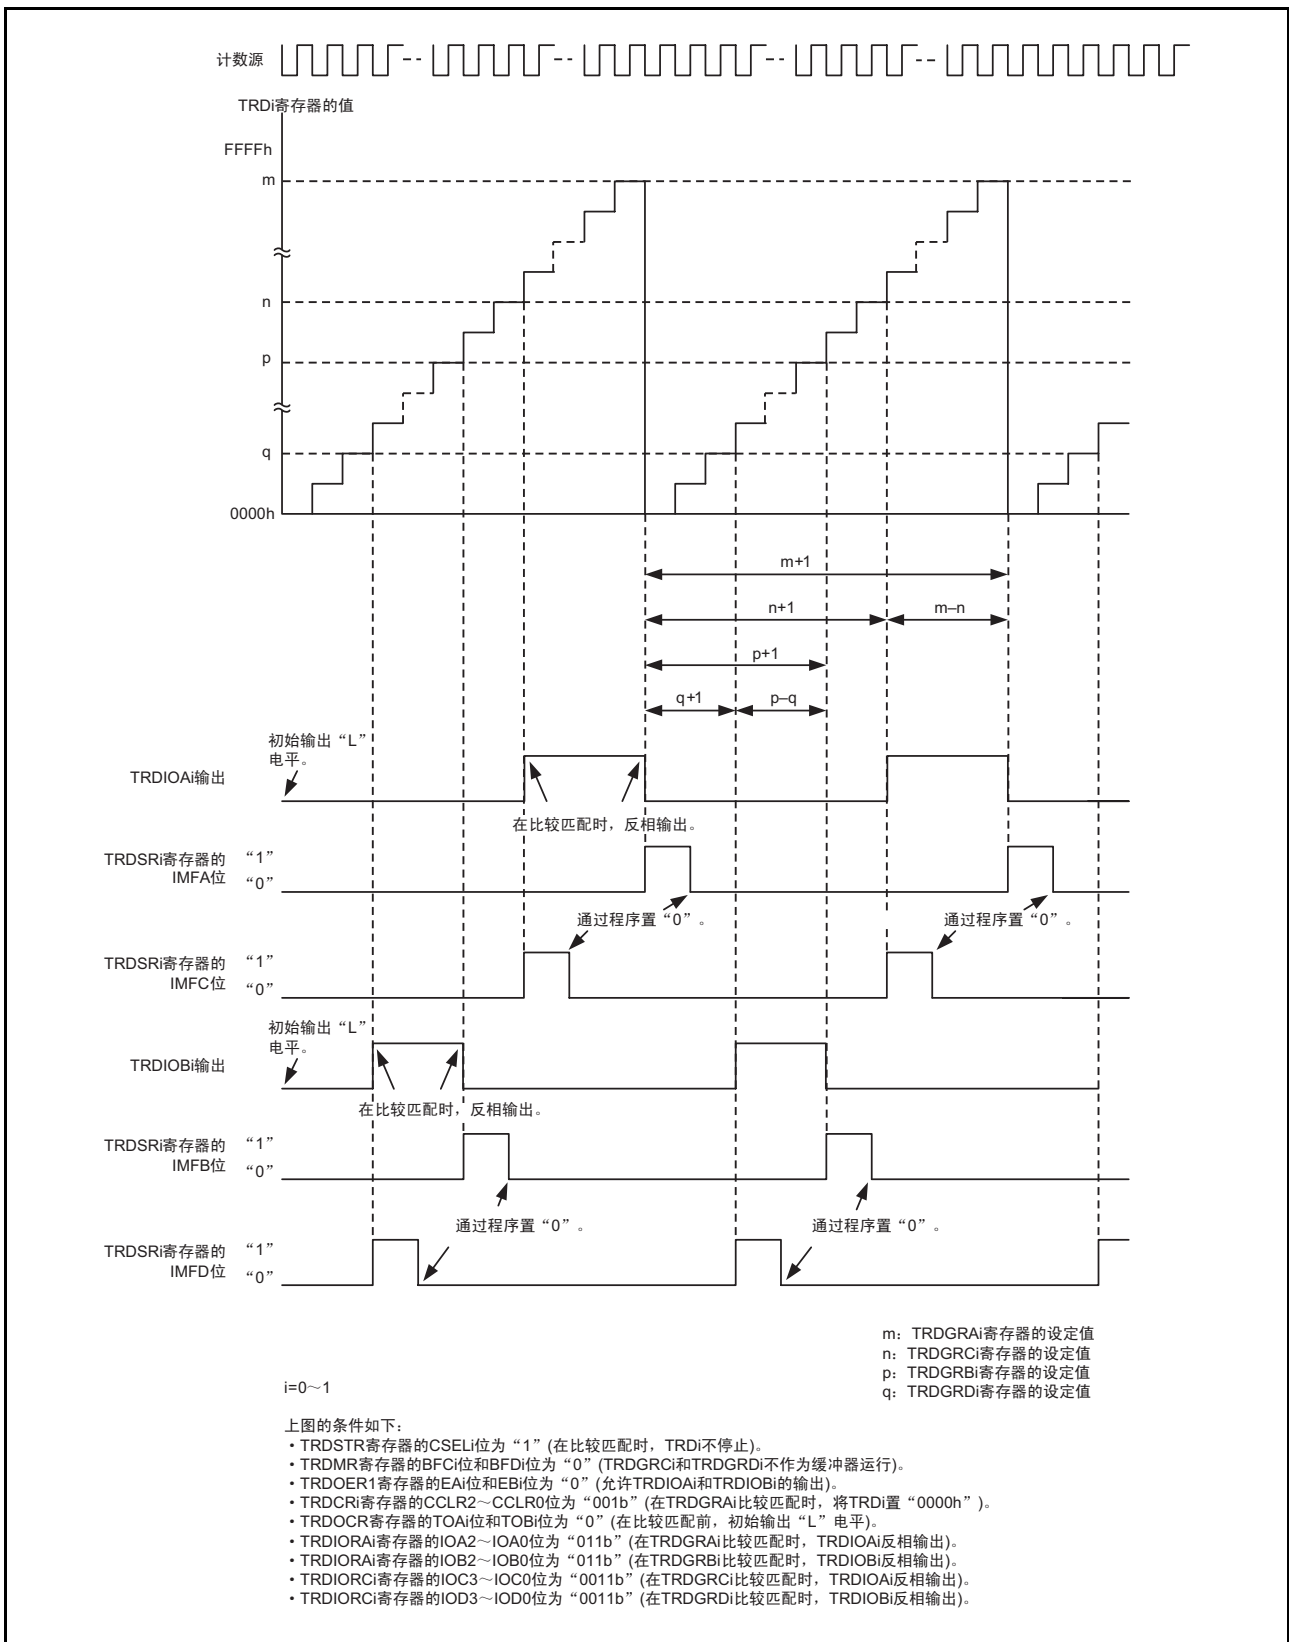 计数源
TRDi寄存器的值
FFFFh
m
n
p
q
0000h
m+1
n+1
m–n
p+1
q+1
p–q
初始输出“L”
电平。
TRDIOAi输出
在比较匹配时，反相输出。
TRDSRi寄存器的
IMFA位
“1”
“0”
通过程序置“0”。
通过程序置“0”。
TRDSRi寄存器的
IMFC位
“1”
“0”
初始输出“L”
电平。
TRDIOBi输出
在比较匹配时，反相输出。
TRDSRi寄存器的
IMFB位
“1”
“0”
通过程序置“0”。
通过程序置“0”。
TRDSRi寄存器的
IMFD位
“1”
“0”
m：TRDGRAi寄存器的设定值
n：TRDGRCi寄存器的设定值
p：TRDGRBi寄存器的设定值
q：TRDGRDi寄存器的设定值
i=0～1
上图的条件如下：
・TRDSTR寄存器的CSELi位为“1”(在比较匹配时，TRDi不停止)。
・TRDMR寄存器的BFCi位和BFDi位为“0”(TRDGRCi和TRDGRDi不作为缓冲器运行)。
・TRDOER1寄存器的EAi位和EBi位为“0”(允许TRDIOAi和TRDIOBi的输出)。
・TRDCRi寄存器的CCLR2～CCLR0位为“001b”(在TRDGRAi比较匹配时，将TRDi置“0000h”)。
・TRDOCR寄存器的TOAi位和TOBi位为“0”(在比较匹配前，初始输出“L”电平)。
・TRDIORAi寄存器的IOA2～IOA0位为“011b”(在TRDGRAi比较匹配时，TRDIOAi反相输出)。
・TRDIORAi寄存器的IOB2～IOB0位为“011b”(在TRDGRBi比较匹配时，TRDIOBi反相输出)。
・TRDIORCi寄存器的IOC3～IOC0位为“0011b”(在TRDGRCi比较匹配时，TRDIOAi反相输出)。
・TRDIORCi寄存器的IOD3～IOD0位为“0011b”(在TRDGRDi比较匹配时，TRDIOBi反相输出)。